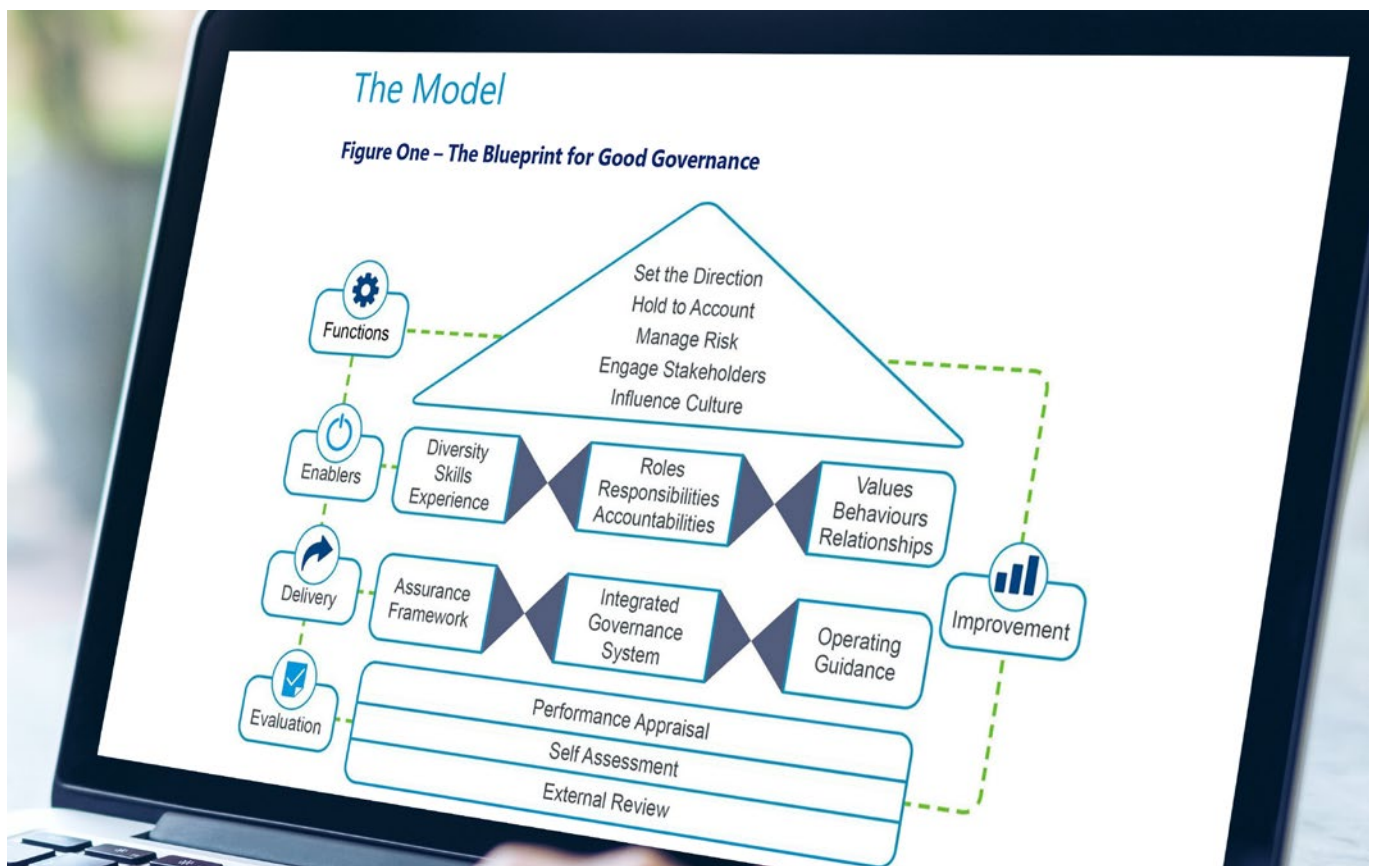 The Model
Figure One – The Blueprint for Good Governance
Set the Direction
Hold to Account
Manage Risk
Engage Stakeholders
Influence Culture
Functions
Enablers
Diversity
Skills
Experience
Roles
Responsibilities
Accountabilities
Values
Behaviours
Relationships
Delivery
Assurance
Framework
Integrated
Governance
System
Operating
Guidance
Improvement
Evaluation
Performance Appraisal
Self Assessment
External Review